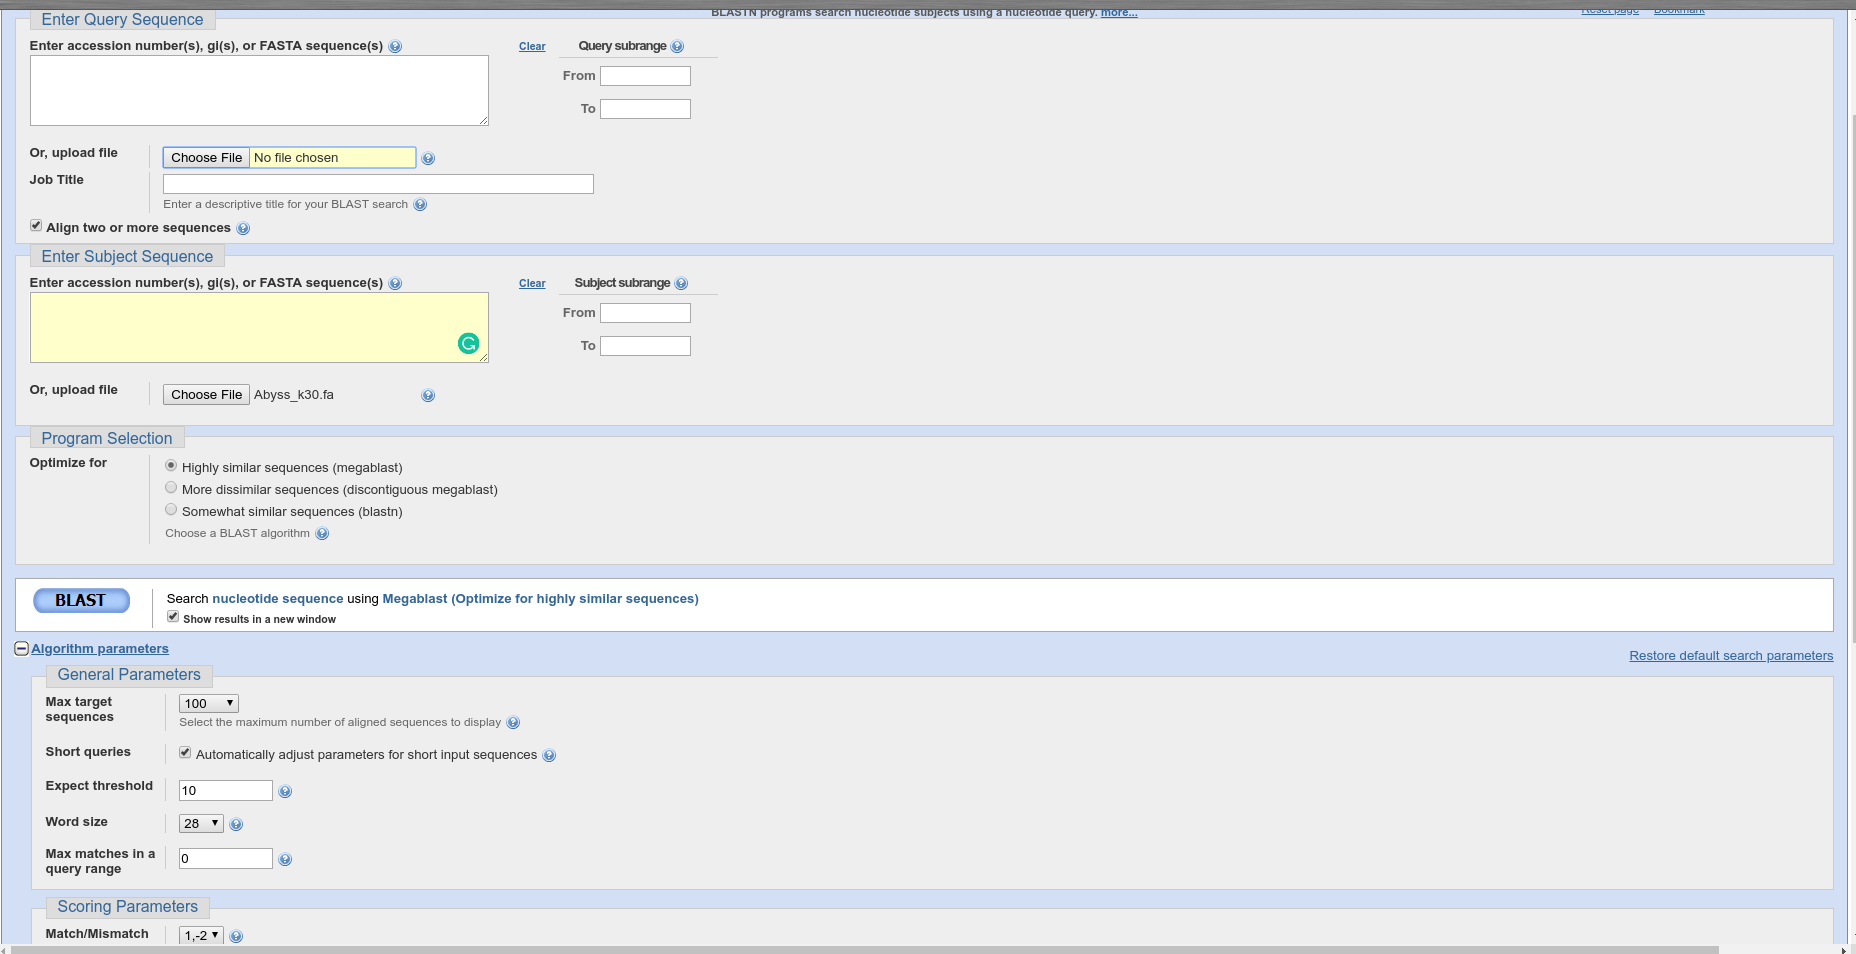 BLASTN programs search nucleotide subjects using a nucleotide query. more...
Reset page Bookmark
Enter Query Sequence
Enter accession number(s), gi(s), or FASTA sequence(s) Clear Query subrange
From
To
Or, upload file Choose File No file chosen
Job Title
Enter a descriptive title for your BLAST search
Align two or more sequences
Enter Subject Sequence
Enter accession number(s), gi(s), or FASTA sequence(s) Clear Subject subrange
From
To
Or, upload file Choose File Abyss_k30.fa
Program Selection
Optimize for
Highly similar sequences (megablast)
More dissimilar sequences (discontiguous megablast)
Somewhat similar sequences (blastn)
Choose a BLAST algorithm
BLAST Search nucleotide sequence using Megablast (Optimize for highly similar sequences)
Show results in a new window
Algorithm parameters
Restore default search parameters
General Parameters
Max target sequences 100
Select the maximum number of aligned sequences to display
Short queries Automatically adjust parameters for short input sequences
Expect threshold 10
Word size 28
Max matches in a query range 0
Scoring Parameters
Match/Mismatch 1,-2